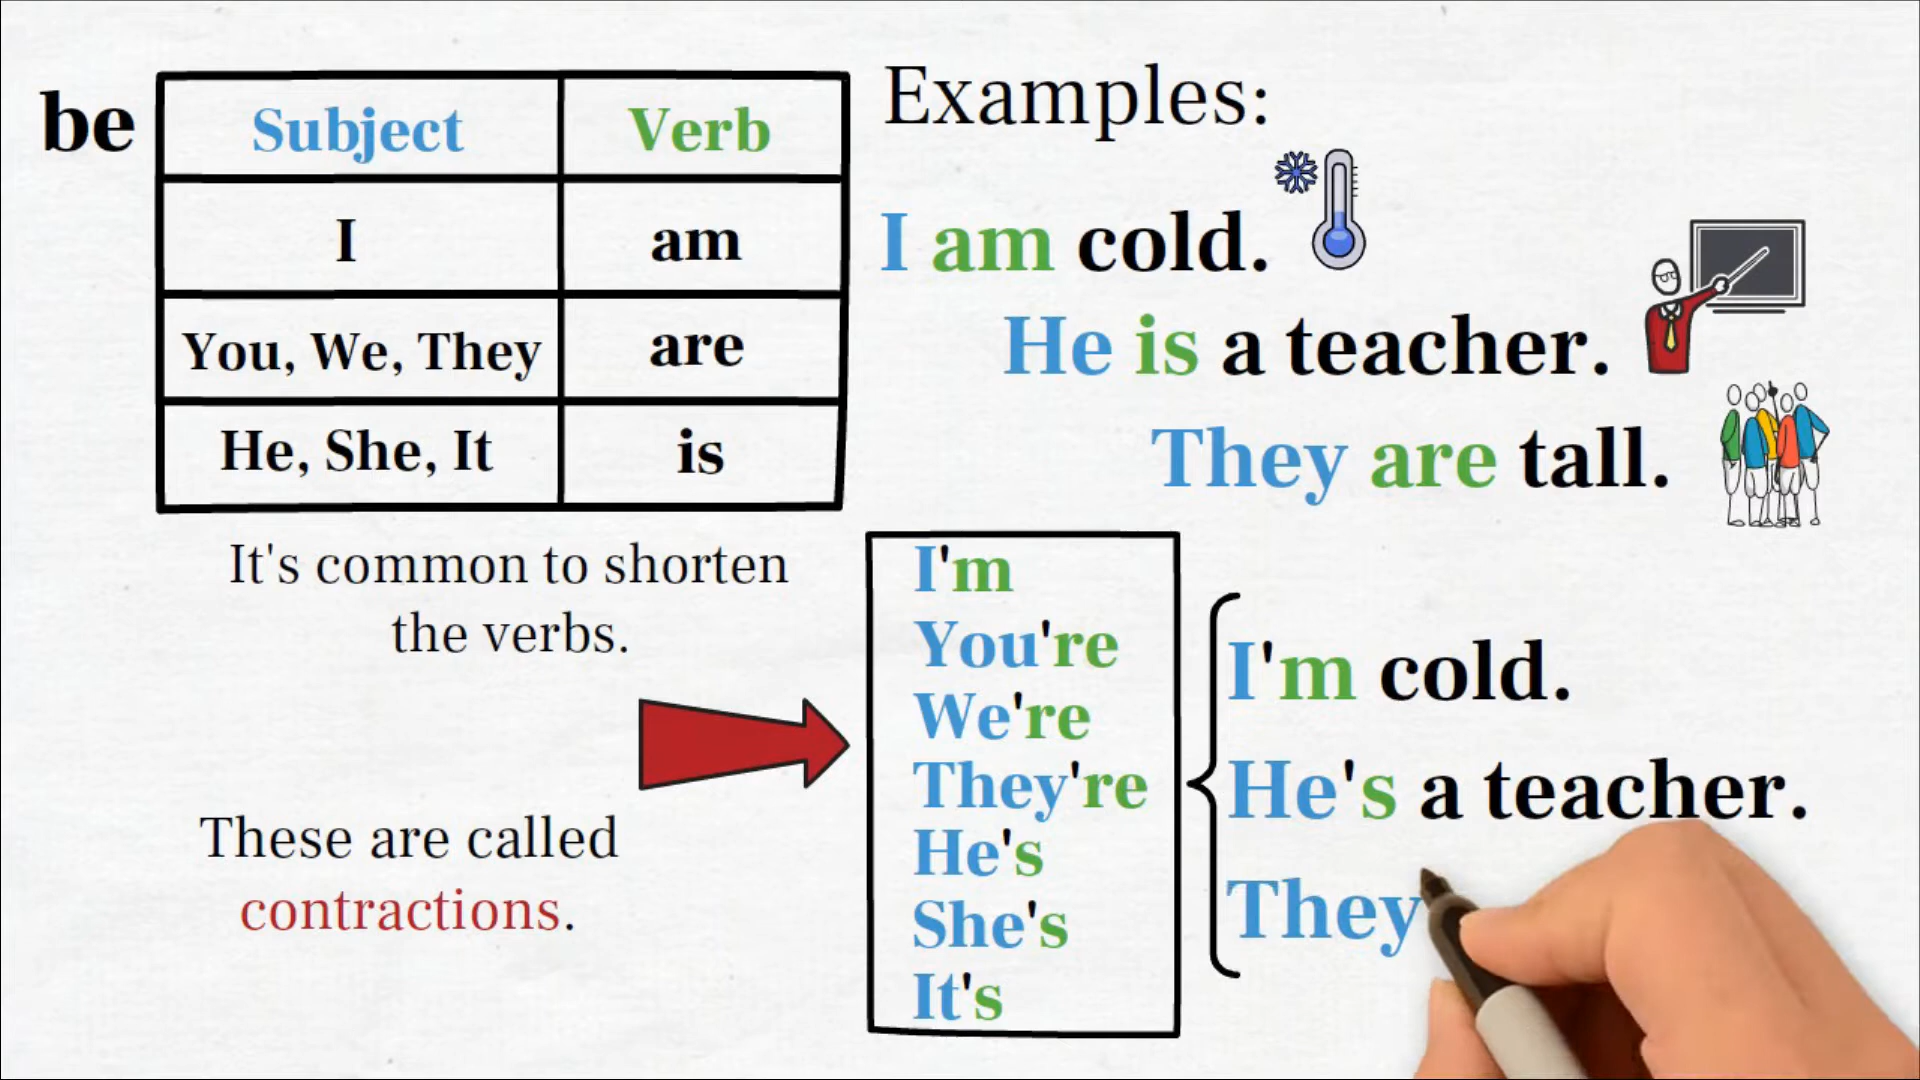 be
Subject Verb
I am
You, We, They are
He, She, It is
Examples:
I am cold.
He is a teacher.
They are tall.
It's common to shorten
the verbs.
These are called
contractions.
I'm
You're
We're
They're
He's
She's
It's
I'm cold.
He's a teacher.
They